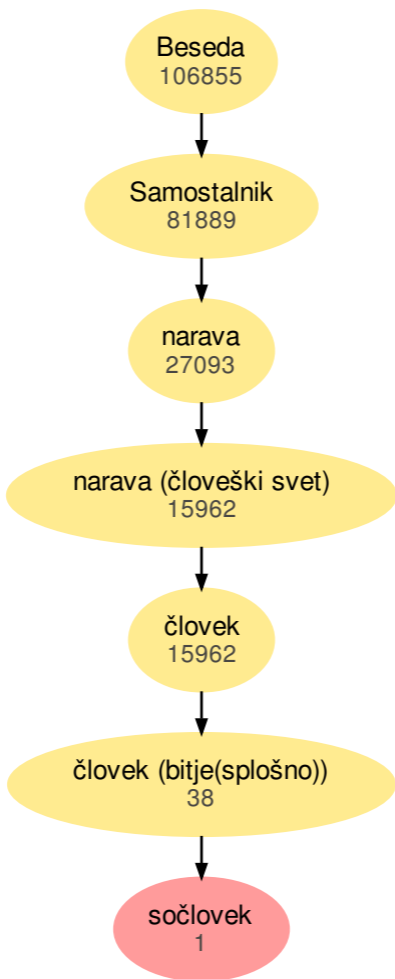 Beseda
106855
Samostalnik
81889
narava
27093
narava (človeški svet)
15962
človek
15962
človek (bitje(splošno))
38
sočlovek
1